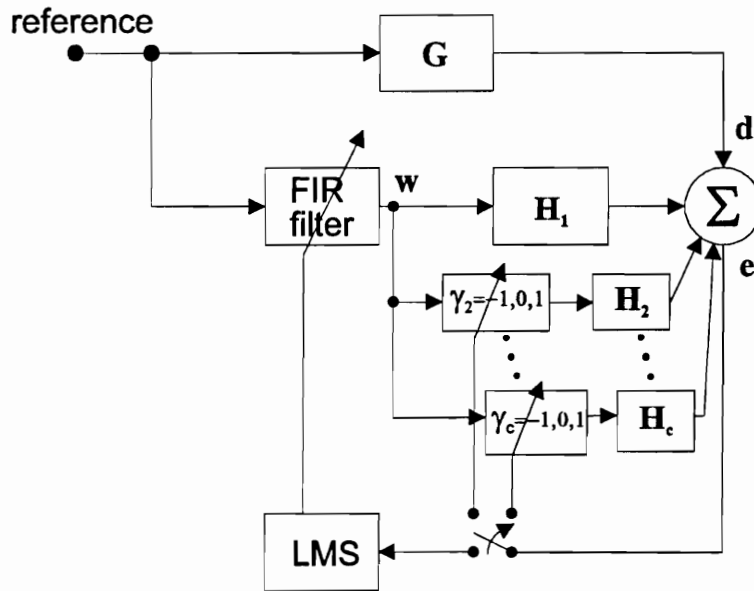 reference
G
d
FIR
filter
w
H₁
Σ
e
γ₂=-1,0,1
H₂
γc=-1,0,1
Hc
LMS